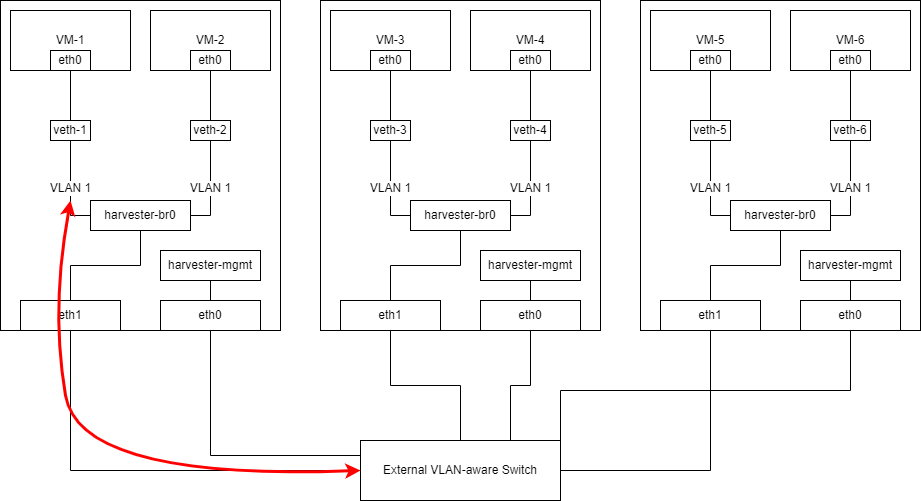 VM-1
VM-2
VM-3
VM-4
VM-5
VM-6
eth0
eth0
eth0
eth0
eth0
eth0
veth-1
veth-2
veth-3
veth-4
veth-5
veth-6
VLAN 1
VLAN 1
VLAN 1
VLAN 1
VLAN 1
VLAN 1
harvester-br0
harvester-br0
harvester-br0
harvester-mgmt
harvester-mgmt
harvester-mgmt
eth1
eth0
eth1
eth0
eth1
eth0
External VLAN-aware Switch